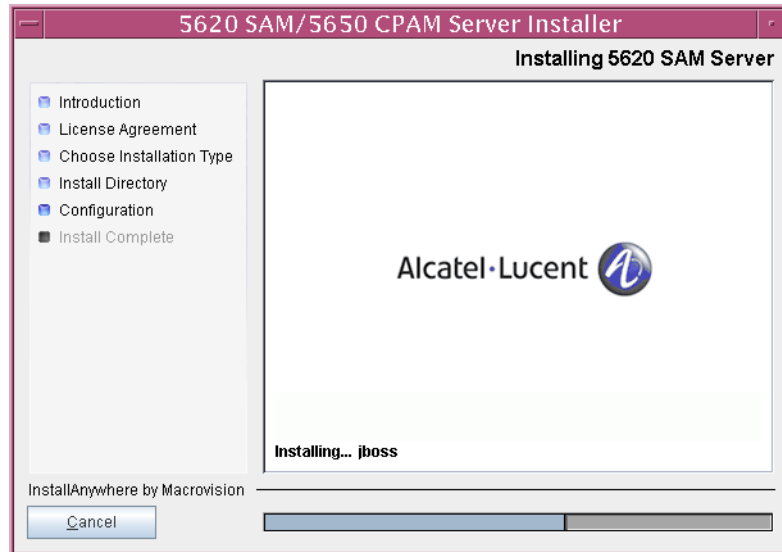 5620 SAM/5650 CPAM Server Installer
Installing 5620 SAM Server
Introduction
License Agreement
Choose Installation Type
Install Directory
Configuration
Install Complete
Alcatel·Lucent
Installing... jboss
InstallAnywhere by Macrovision
Cancel